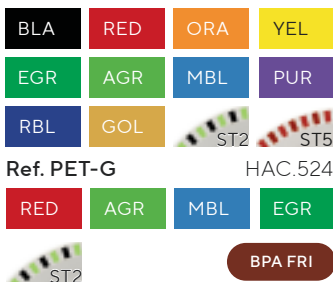 BLA RED ORA YEL
EGR AGR MBL PUR
RBL GOL ST2 ST5
Ref. PET-G HAC.524
RED AGR MBL EGR
ST2 BPA FRI